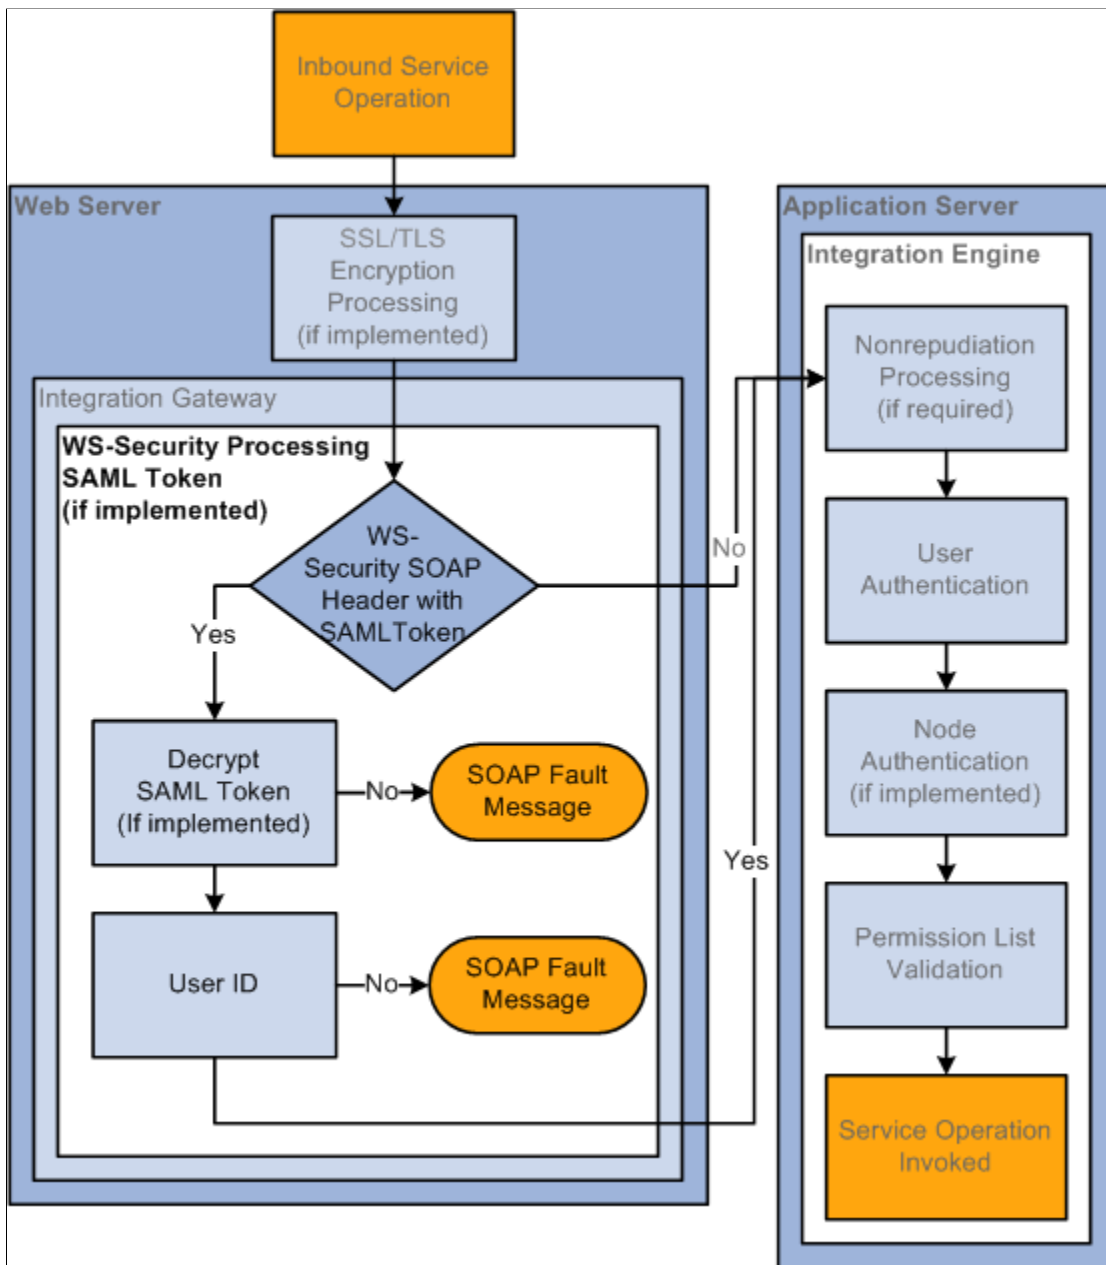 Inbound Service
Operation
Web Server
SSL/TLS
Encryption
Processing
(if implemented)
Integration Gateway
WS-Security Processing
SAML Token
(if implemented)
WS-
Security SOAP
Header with
SAMLToken
Yes
No
Decrypt
SAML Token
(If implemented)
No
SOAP Fault
Message
User ID
No
SOAP Fault
Message
Yes
Application Server
Integration Engine
Nonrepudiation
Processing
(if required)
User
Authentication
Node
Authentication
(if implemented)
Permission List
Validation
Service Operation
Invoked